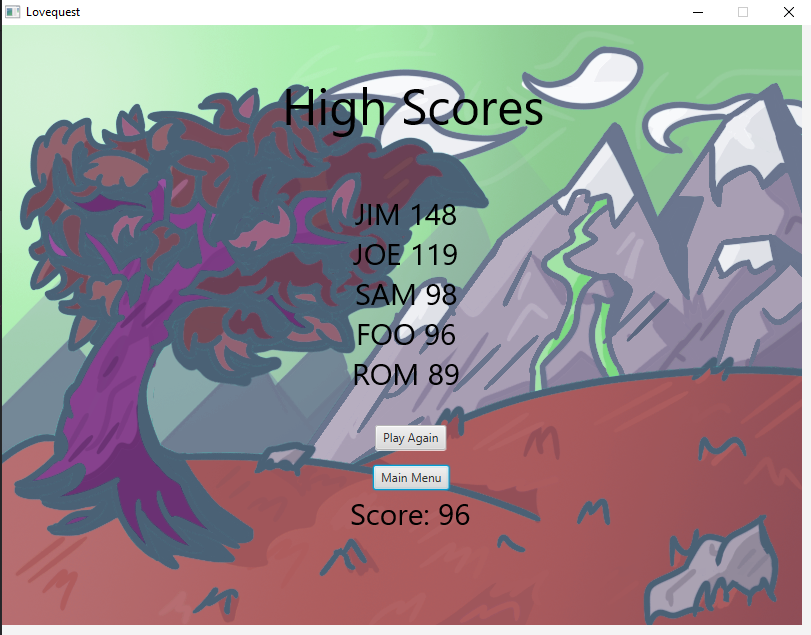 Lovequest
High Scores
JIM 148
JOE 119
SAM 98
FOO 96
ROM 89
Play Again
Main Menu
Score: 96